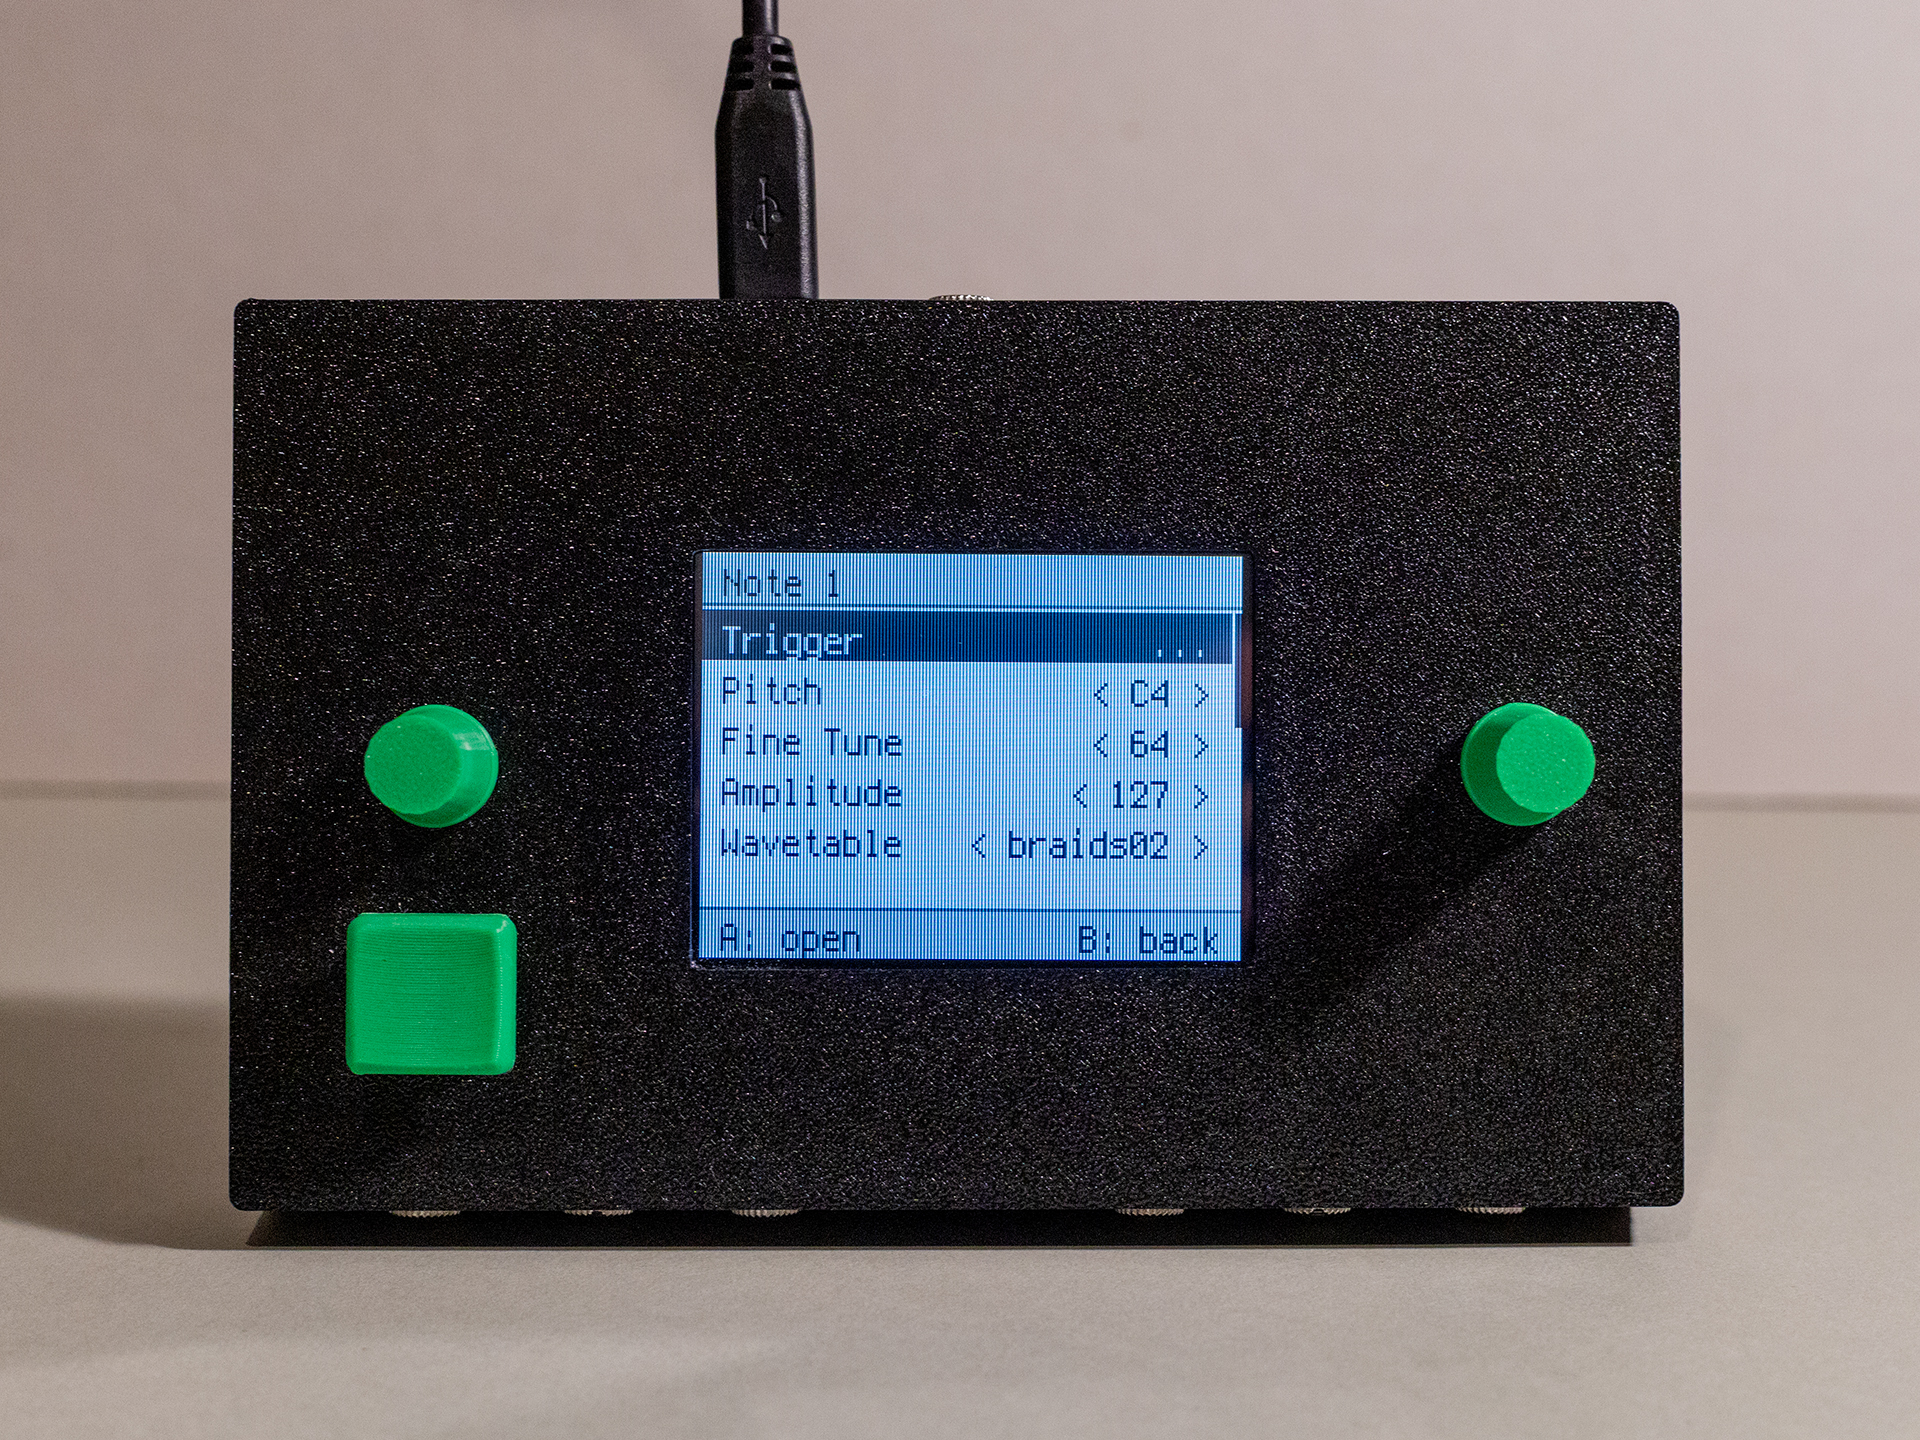 Note 1
Trigger ...
Pitch < C4 >
Fine Tune < 64 >
Amplitude < 127 >
Wavetable < braids02 >
A: open B: back